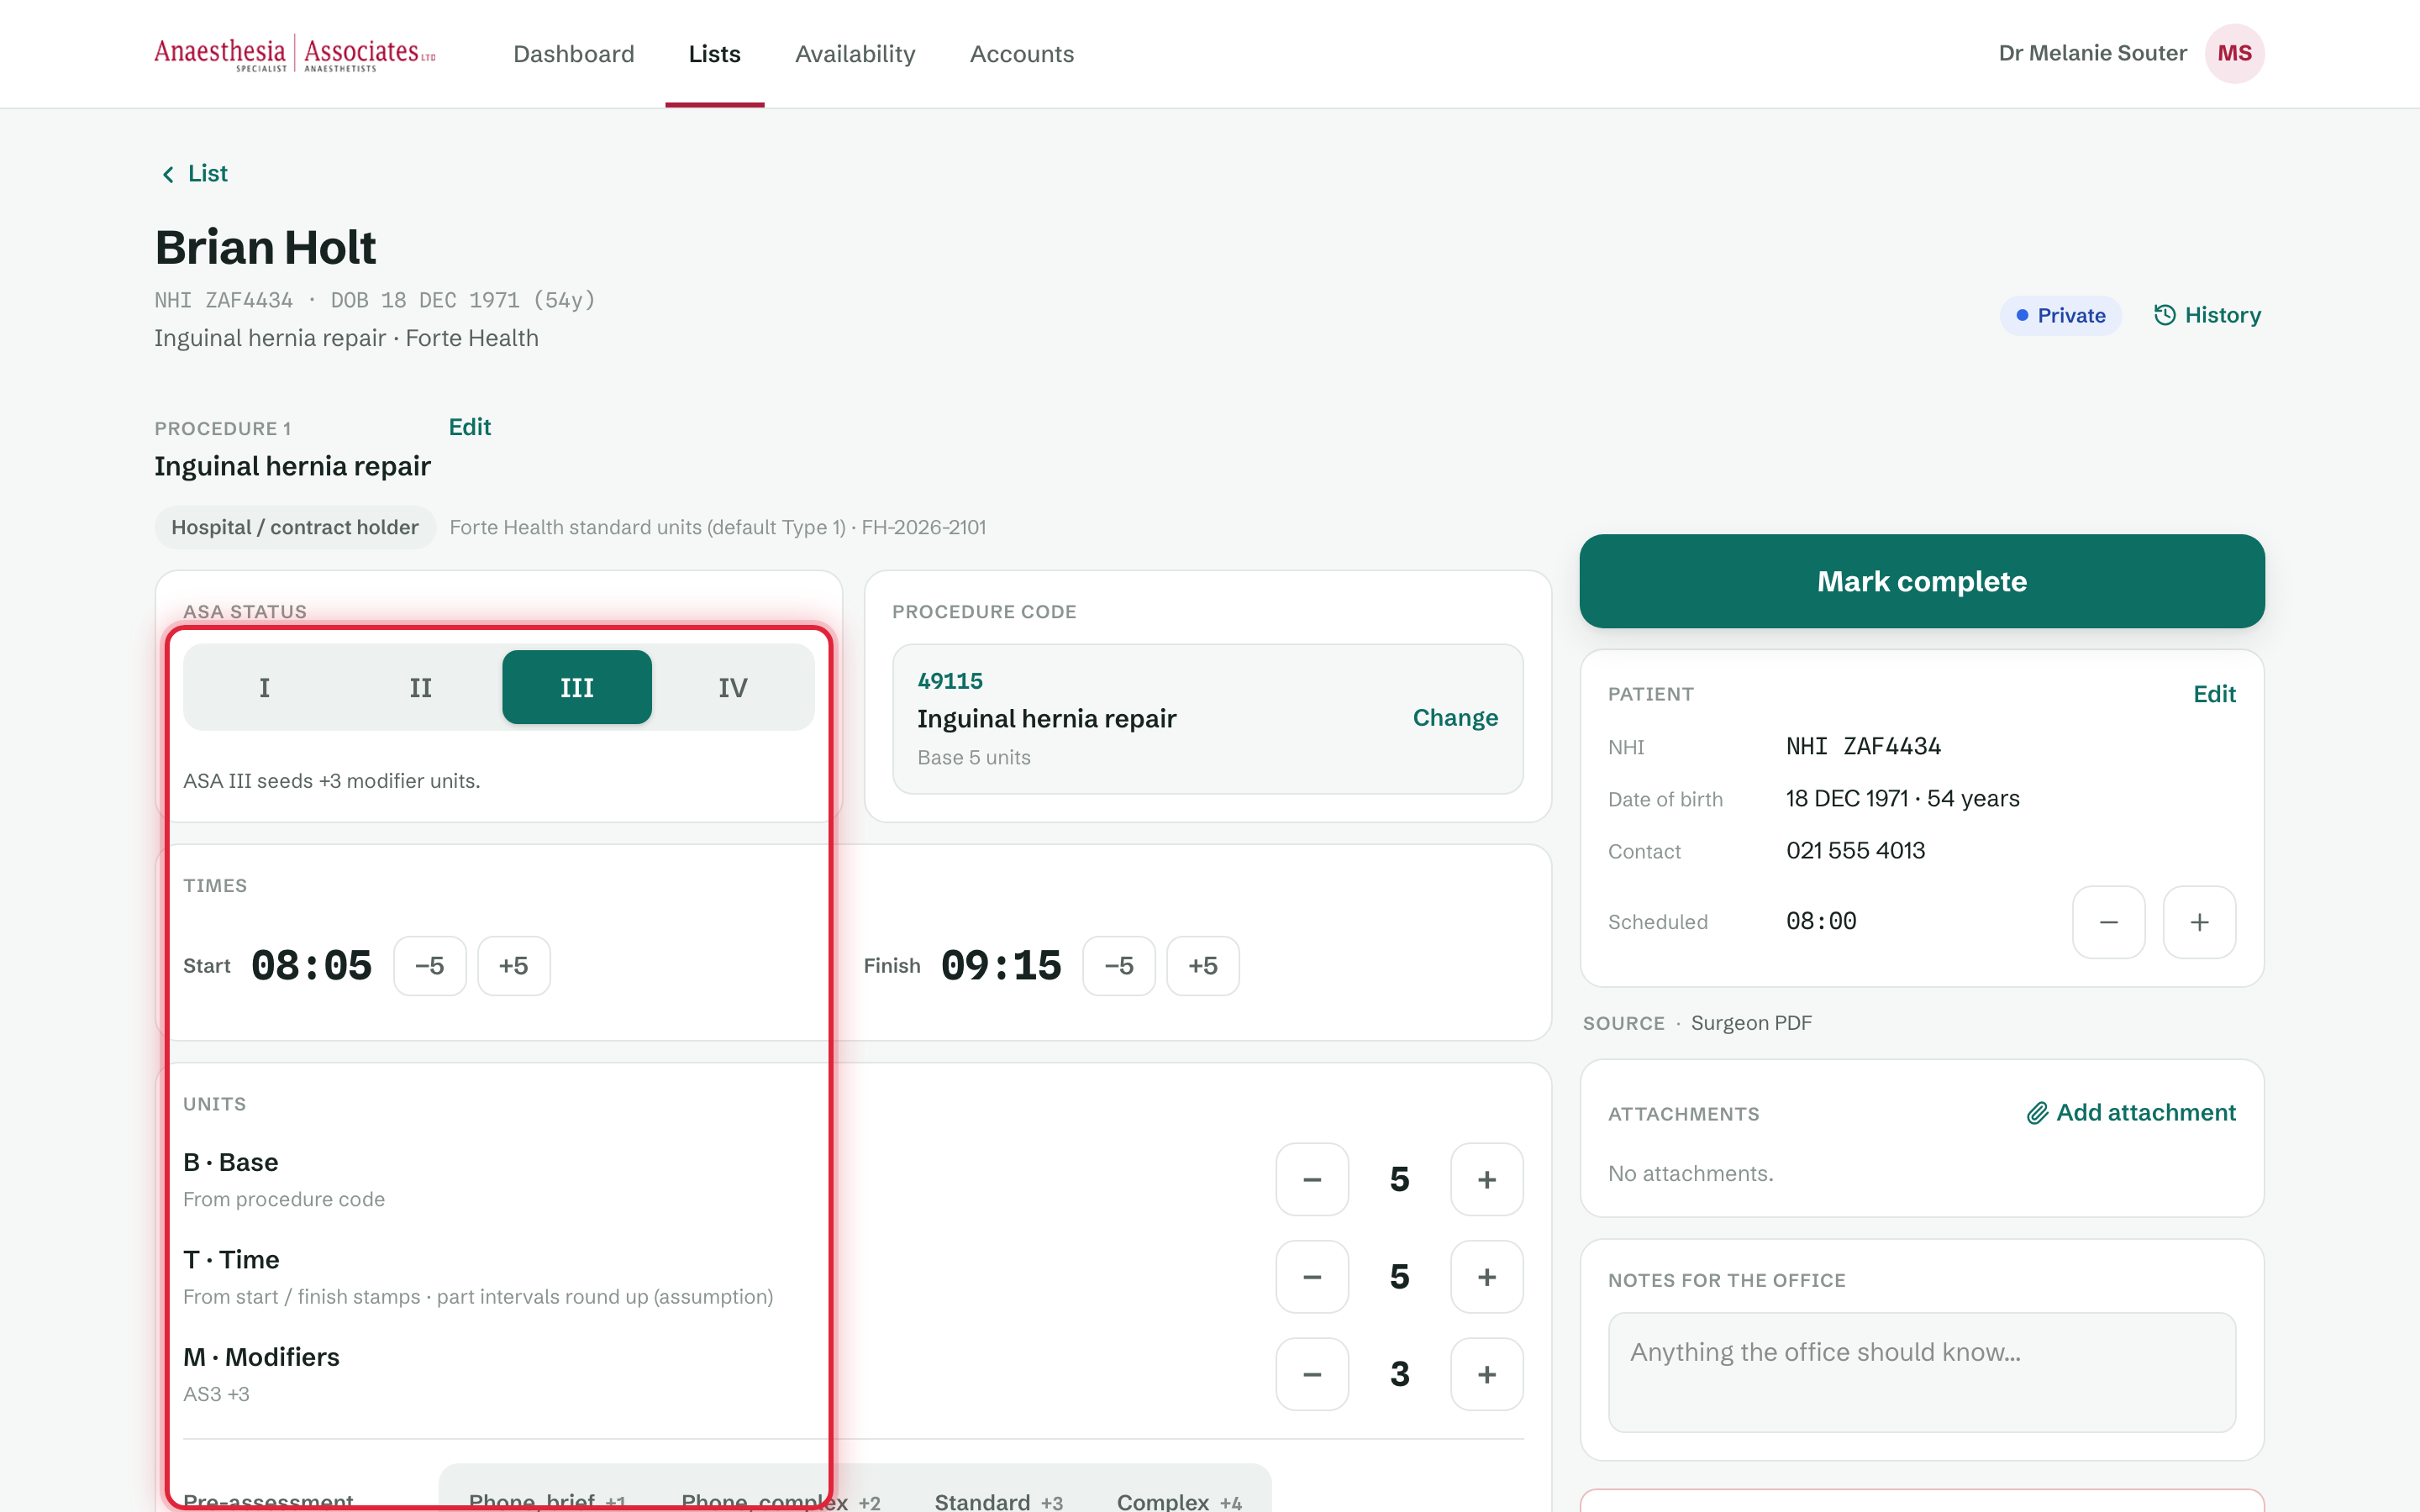 Anaesthesia | Associates LTD
SPECIALIST ANAESTHETISTS
Dashboard
Lists
Availability
Accounts
Dr Melanie Souter
MS
List
Brian Holt
NHI ZAF4434 · DOB 18 DEC 1971 (54y)
Inguinal hernia repair · Forte Health
Private
History
PROCEDURE 1
Edit
Inguinal hernia repair
Hospital / contract holder
Forte Health standard units (default Type 1) · FH-2026-2101
ASA STATUS
I
II
III
IV
ASA III seeds +3 modifier units.
PROCEDURE CODE
49115
Inguinal hernia repair
Base 5 units
Change
TIMES
Start
08:05
−5
+5
Finish
09:15
−5
+5
UNITS
B · Base
From procedure code
−
5
+
T · Time
From start / finish stamps · part intervals round up (assumption)
−
5
+
M · Modifiers
AS3 +3
−
3
+
Pre-assessment
Phone, brief +1
Phone, complex +2
Standard +3
Complex +4
Mark complete
PATIENT
Edit
NHI
NHI ZAF4434
Date of birth
18 DEC 1971 · 54 years
Contact
021 555 4013
Scheduled
08:00
−
+
SOURCE · Surgeon PDF
ATTACHMENTS
Add attachment
No attachments.
NOTES FOR THE OFFICE
Anything the office should know…